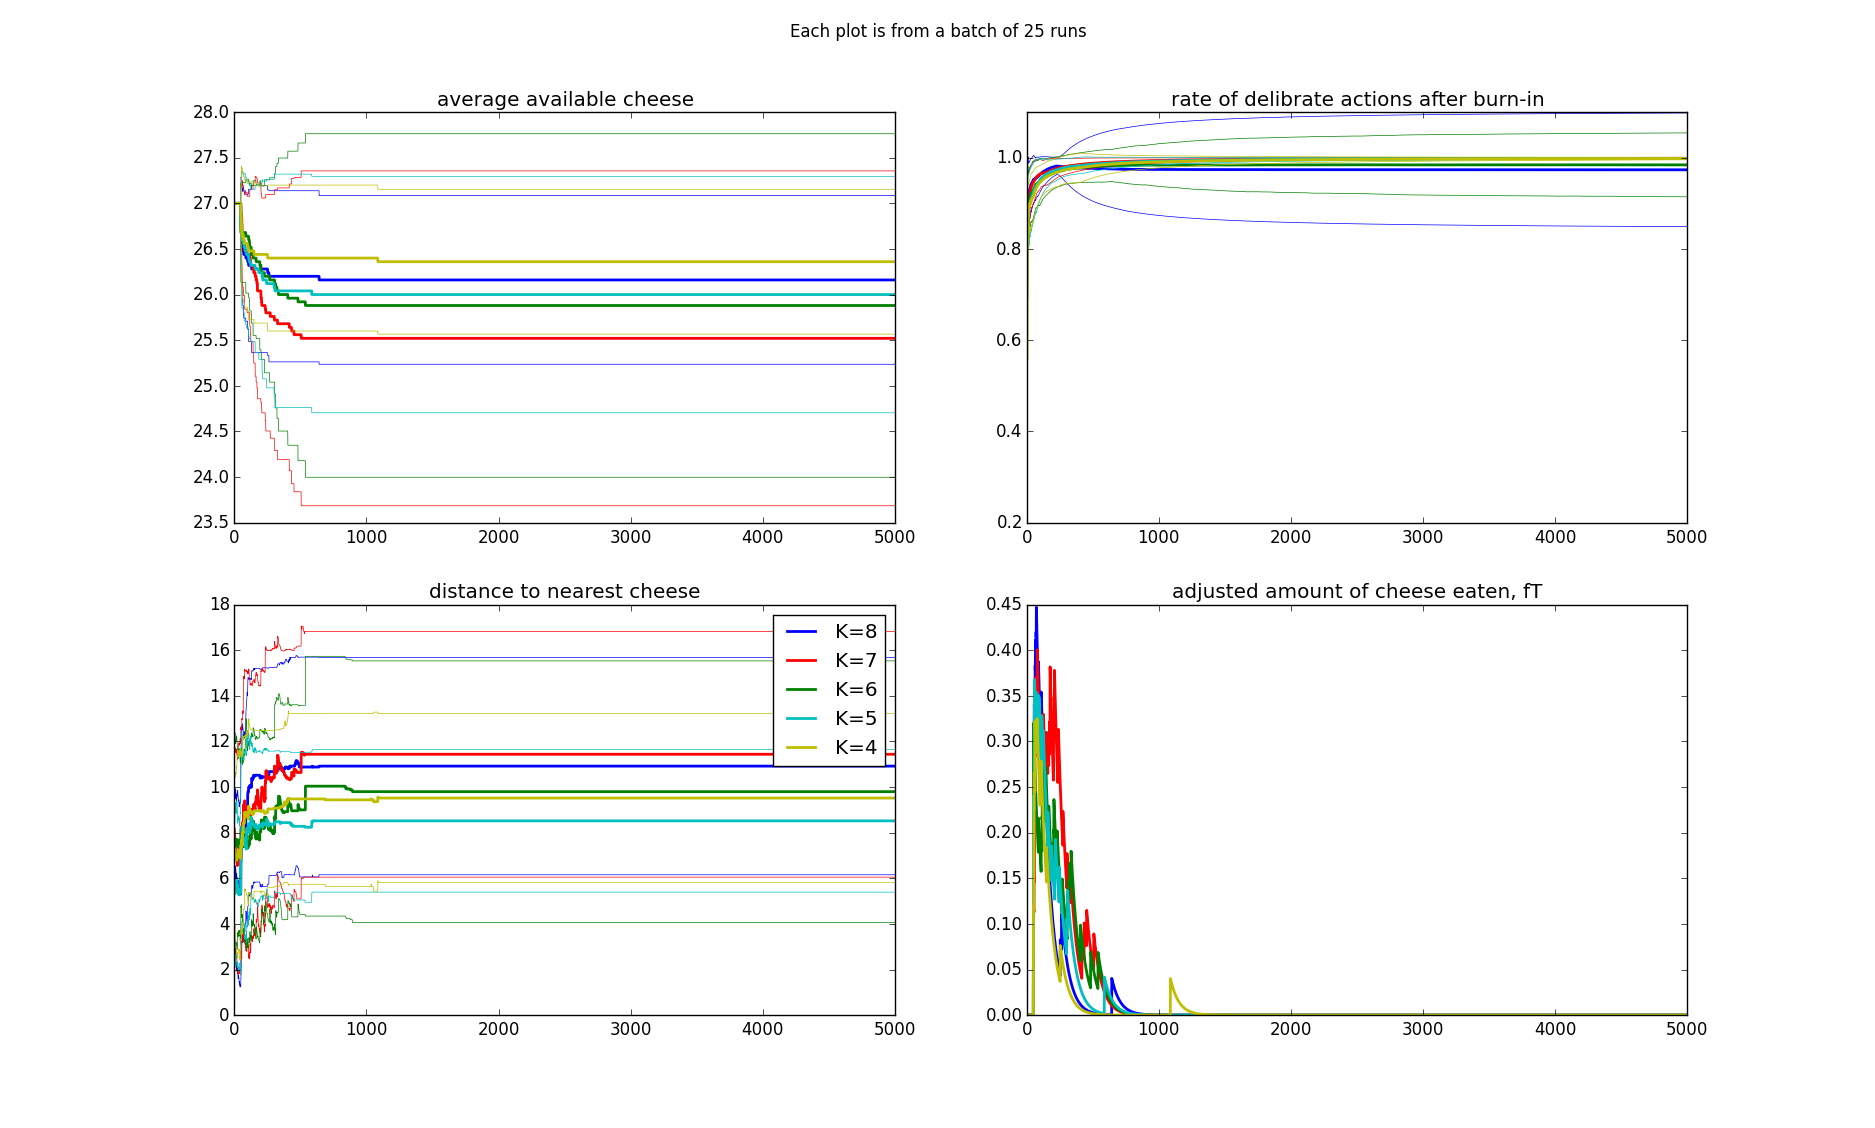 Each plot is from a batch of 25 runs
average available cheese
28.0
27.5
27.0
26.5
26.0
25.5
25.0
24.5
24.0
23.5
0 1000 2000 3000 4000 5000
rate of delibrate actions after burn-in
1.0
0.8
0.6
0.4
0.2
0 1000 2000 3000 4000 5000
distance to nearest cheese
18
16
14
12
10
8
6
4
2
0
0 1000 2000 3000 4000 5000
K=8
K=7
K=6
K=5
K=4
adjusted amount of cheese eaten, fT
0.45
0.40
0.35
0.30
0.25
0.20
0.15
0.10
0.05
0.00
0 1000 2000 3000 4000 5000